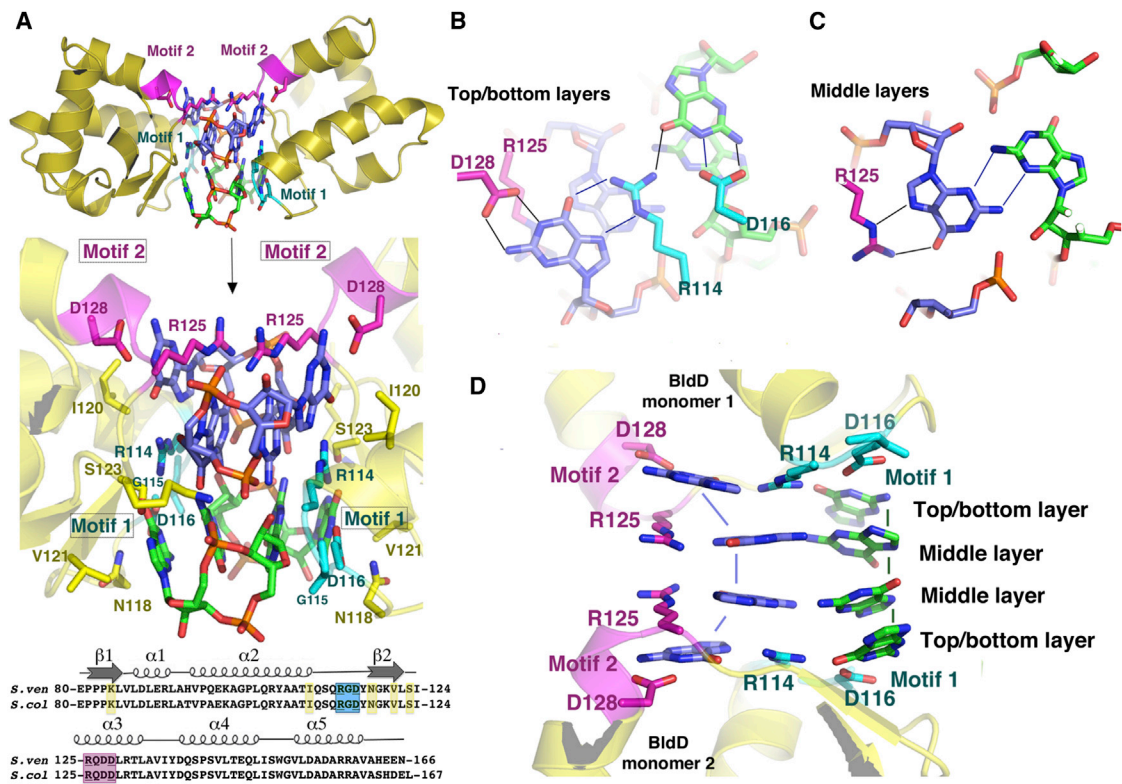 A
Motif 2
Motif 2
Motif 1
Motif 1
Motif 2
Motif 2
D128
R125
R125
D128
I120
I120
S123
R114
R114
S123
G115
D116
Motif 1
Motif 1
V121
V121
D116
G115
N118
N118
β1
α1
α2
β2
S.ven 80-EPPPKLVLDLERLAHVPQEKAGPLQRYAATIQSQRGDYNGKVLSI-124
S.col 80-EPPPKLVLDLERLAHVPQEKAGPLQRYAATIQSQRGDYNGKVLSI-124
α3
α4
α5
S.ven 125-RQDDLRTLAVIYDQSPSVLTEQLISWGVLDADARRAVAHEEN-166
S.col 125-RQDDLRTLAVIYDQSPSVLTEQLISWGVLDADARRAVASHDEL-167
B
Top/bottom layers
R125
D128
D116
R114
C
Middle layers
R125
D
BldD
monomer 1
D128
D116
R114
Motif 2
Motif 1
Top/bottom layer
R125
Middle layer
Middle layer
R125
Top/bottom layer
Motif 2
R114
Motif 1
D116
D128
BldD
monomer 2